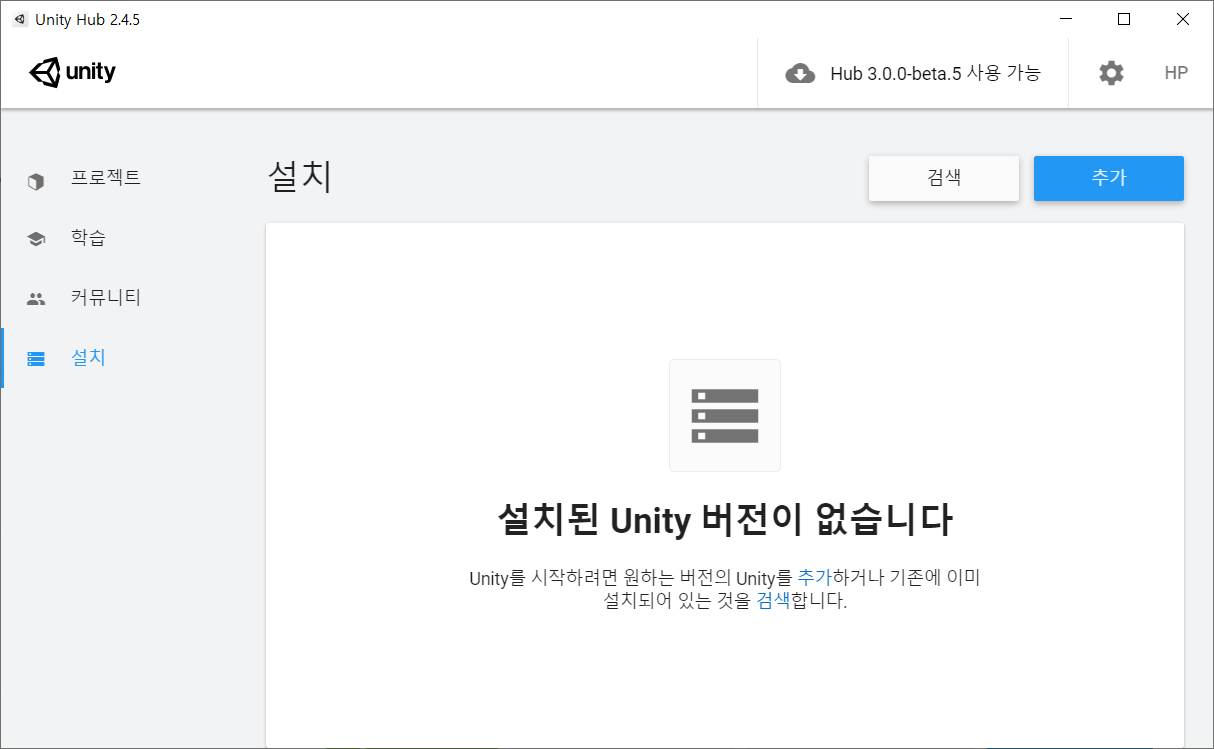 Unity Hub 2.4.5
unity
Hub 3.0.0-beta.5 사용 가능
HP
프로젝트
학습
커뮤니티
설치
설치
검색
추가
설치된 Unity 버전이 없습니다
Unity를 시작하려면 원하는 버전의 Unity를 추가하거나 기존에 이미
설치되어 있는 것을 검색합니다.